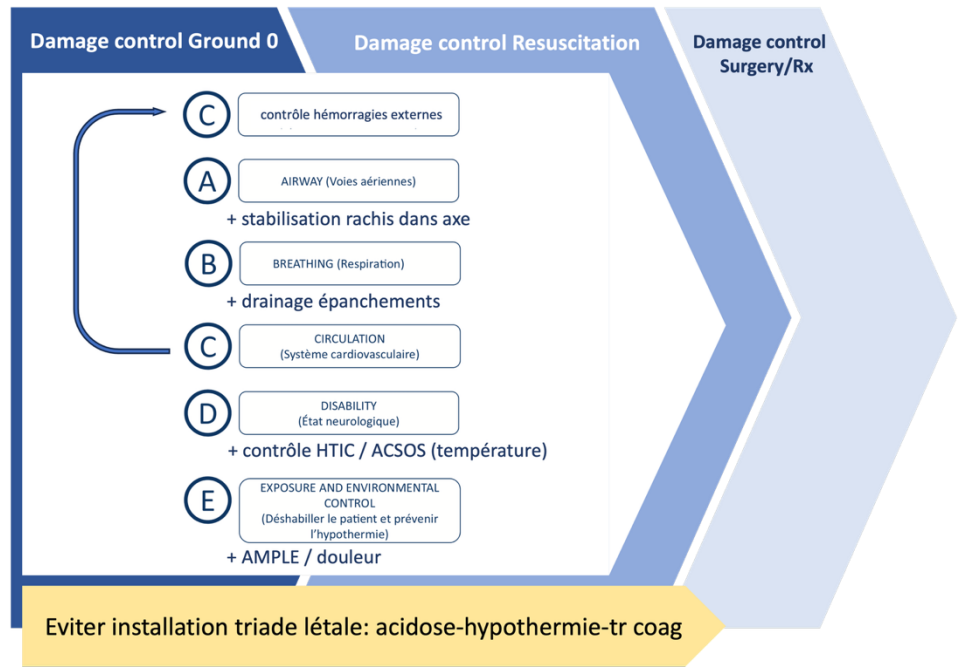 Damage control Ground 0
Damage control Resuscitation
Damage control
Surgery/Rx
C
contrôle hémorragies externes
A
AIRWAY (Voies aériennes)
+ stabilisation rachis dans axe
B
BREATHING (Respiration)
+ drainage épanchements
C
CIRCULATION
(Système cardiovasculaire)
D
DISABILITY
(État neurologique)
+ contrôle HTIC / ACSOS (température)
E
EXPOSURE AND ENVIRONMENTAL
CONTROL
(Déshabiller le patient et prévenir
l’hypothermie)
+ AMPLE / douleur
Eviter installation triade létale: acidose-hypothermie-tr coag